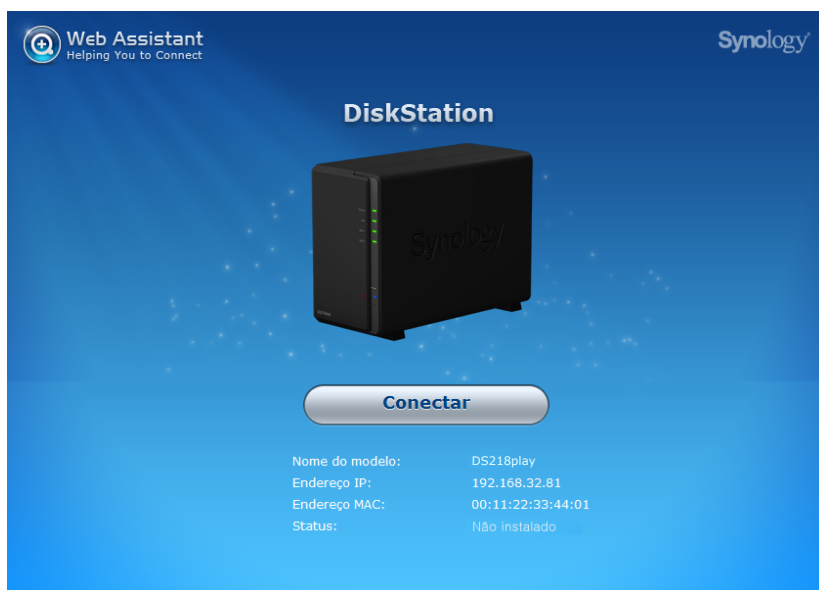 Web Assistant
Helping You to Connect
Synology
DiskStation
Synology
Conectar
Nome do modelo: DS218play
Endereço IP: 192.168.32.81
Endereço MAC: 00:11:22:33:44:01
Status: Não instalado